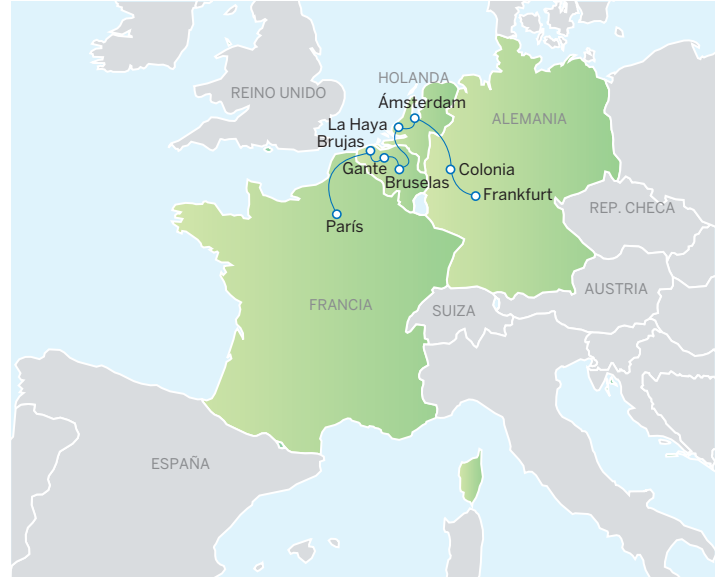 HOLANDA
REINO UNIDO
Ámsterdam
ALEMANIA
La Haya
Brujas
Gante
Colonia
Bruselas
Frankfurt
REP. CHECA
París
AUSTRIA
FRANCIA
SUIZA
ESPAÑA